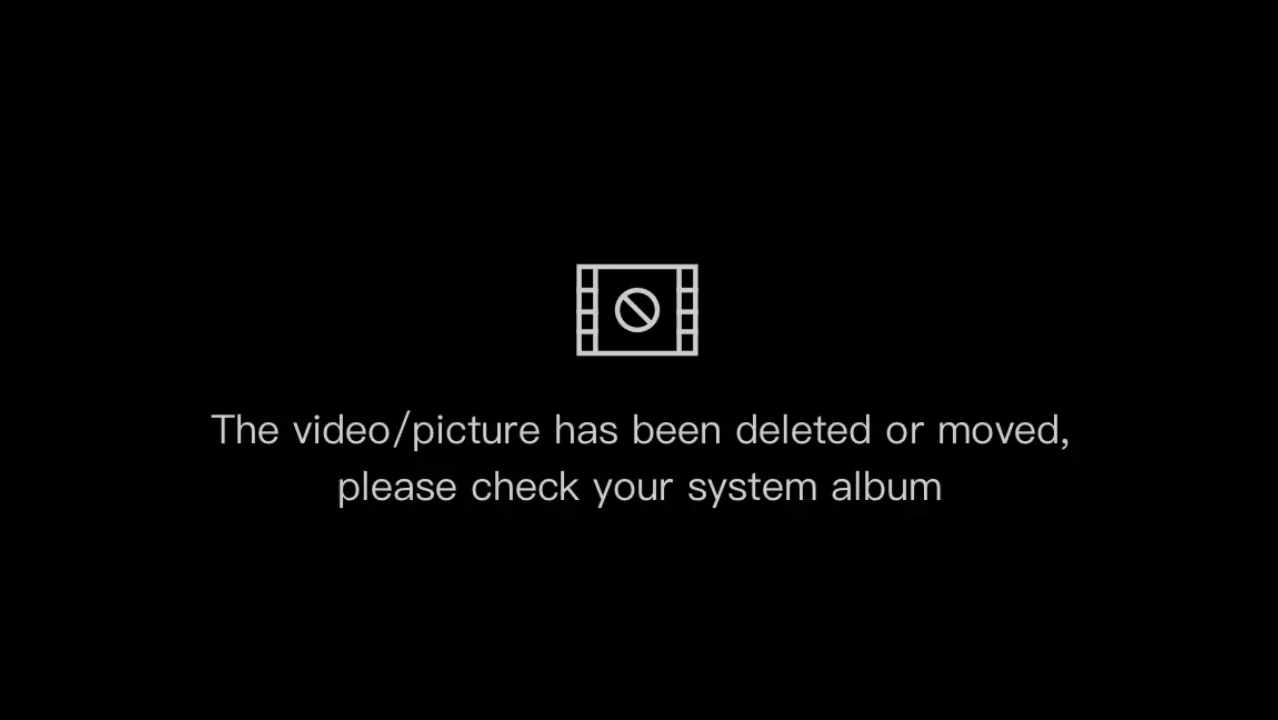 The video/picture has been deleted or moved,
please check your system album